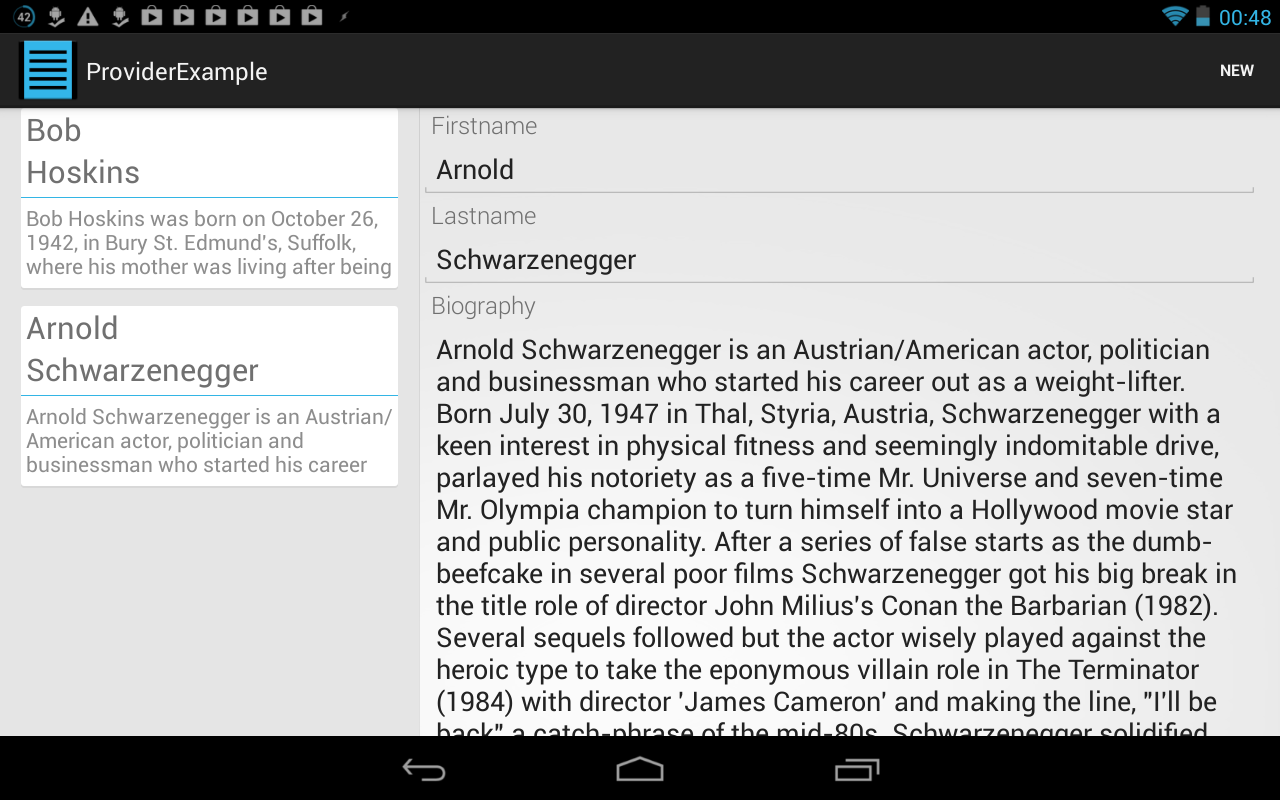 42
00:48
ProviderExample
NEW
Bob
Hoskins
Bob Hoskins was born on October 26,
1942, in Bury St. Edmund's, Suffolk,
where his mother was living after being
Arnold
Schwarzenegger
Arnold Schwarzenegger is an Austrian/
American actor, politician and
businessman who started his career
Firstname
Arnold
Lastname
Schwarzenegger
Biography
Arnold Schwarzenegger is an Austrian/American actor, politician
and businessman who started his career out as a weight-lifter.
Born July 30, 1947 in Thal, Styria, Austria, Schwarzenegger with a
keen interest in physical fitness and seemingly indomitable drive,
parlayed his notoriety as a five-time Mr. Universe and seven-time
Mr. Olympia champion to turn himself into a Hollywood movie star
and public personality. After a series of false starts as the dumb-
beefcake in several poor films Schwarzenegger got his big break in
the title role of director John Milius's Conan the Barbarian (1982).
Several sequels followed but the actor wisely played against the
heroic type to take the eponymous villain role in The Terminator
(1984) with director 'James Cameron' and making the line, "I'll be
back" a catch-phrase of the mid-80s. Schwarzenegger solidified